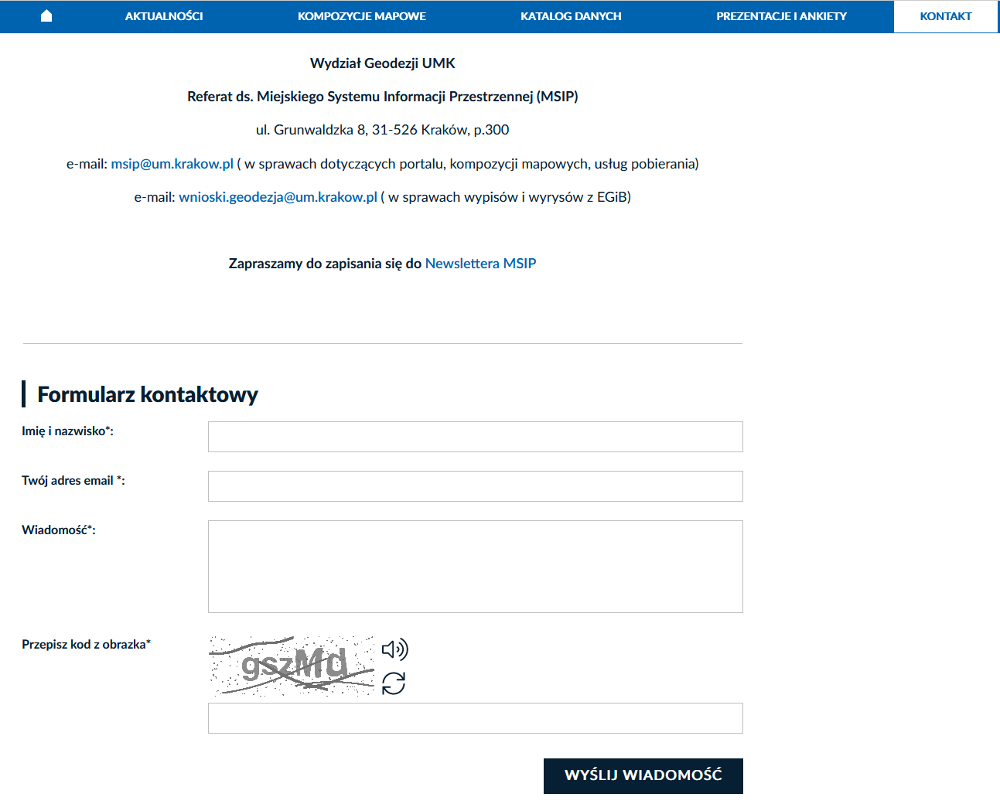 AKTUALNOŚCI KOMPOZYCJE MAPOWE KATALOG DANYCH PREZENTACJE I ANKIETY KONTAKT
Wydział Geodezji UMK
Referat ds. Miejskiego Systemu Informacji Przestrzennej (MSIP)
ul. Grunwaldzka 8, 31-526 Kraków, p.300
e-mail: msip@um.krakow.pl ( w sprawach dotyczących portalu, kompozycji mapowych, usług pobierania)
e-mail: wnioski.geodezja@um.krakow.pl ( w sprawach wypisów i wyrysów z EGiB)
Zapraszamy do zapisania się do Newslettera MSIP
Formularz kontaktowy
Imię i nazwisko*:
Twój adres email *:
Wiadomość*:
Przepisz kod z obrazka*
gszMd
WYŚLIJ WIADOMOŚĆ